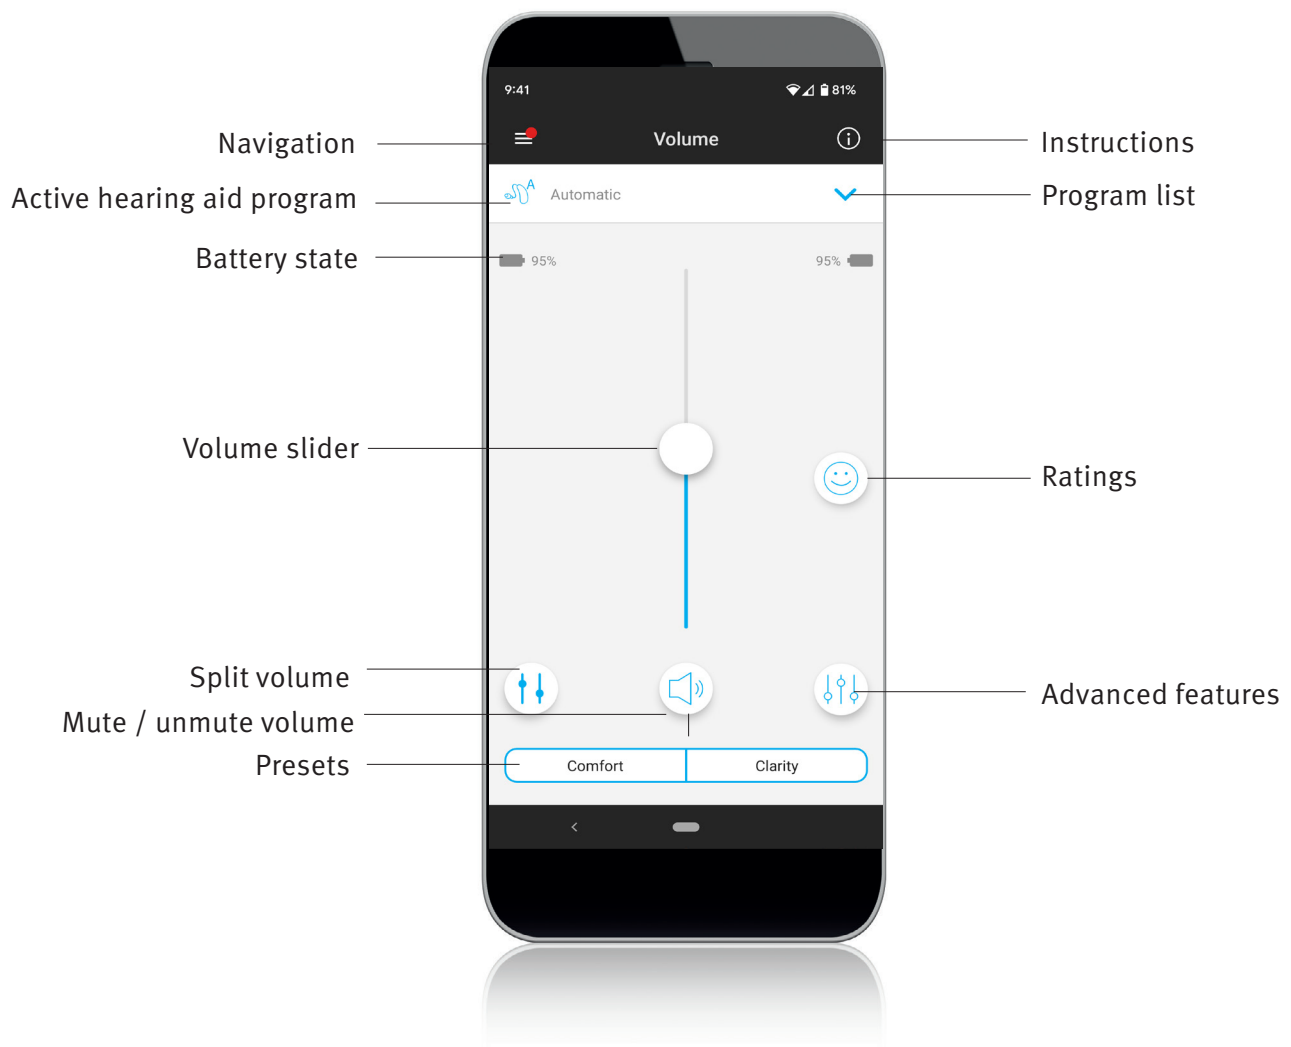 9:41
81%
Navigation
Volume
Instructions
Active hearing aid program
A
Automatic
Program list
Battery state
95%
95%
Volume slider
Ratings
Split volume
Advanced features
Mute / unmute volume
Presets
Comfort
Clarity